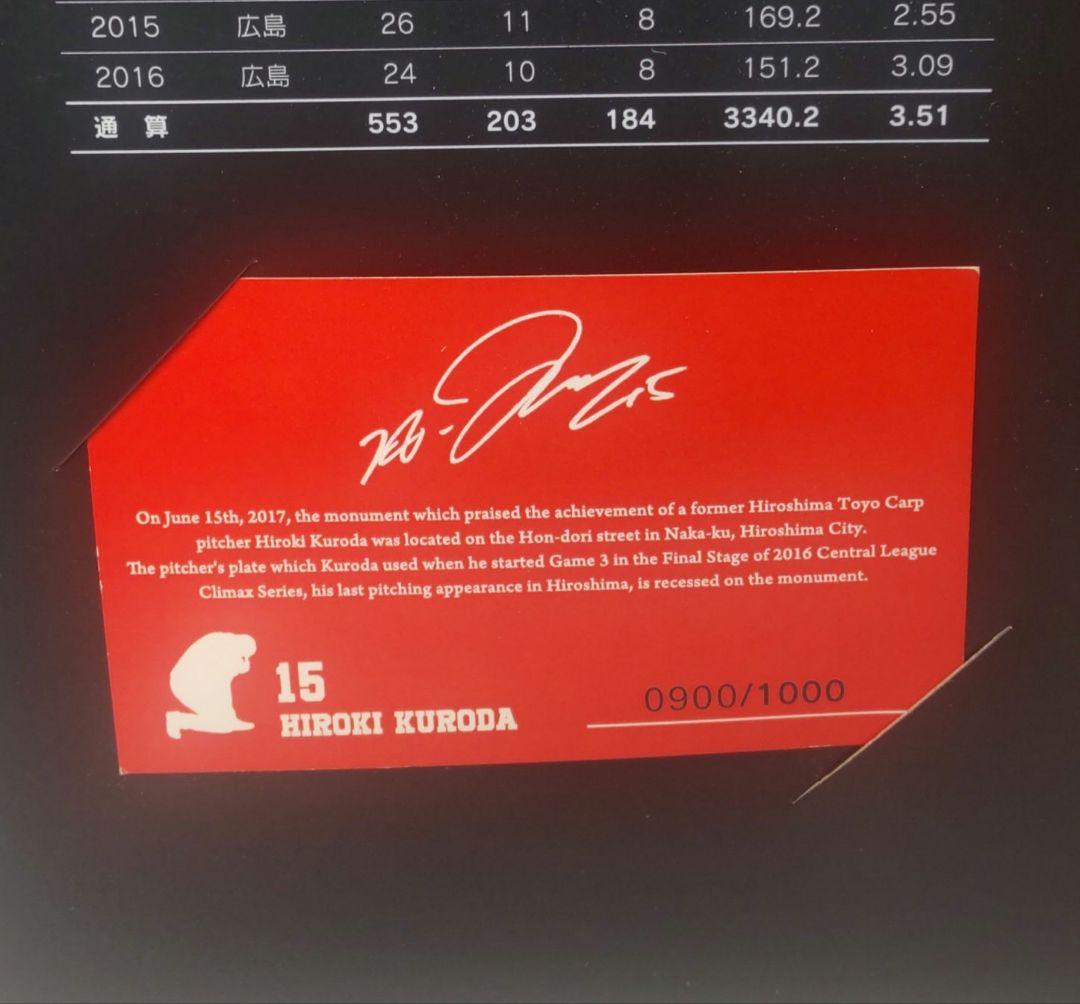 2015 広島 26 11 8 169.2 2.55
2016 広島 24 10 8 151.2 3.09
通算 553 203 184 3340.2 3.51
On June 15th, 2017, the monument which praised the achievement of a former Hiroshima Toyo Carp
pitcher Hiroki Kuroda was located on the Hon-dori street in Naka-ku, Hiroshima City.
The pitcher's plate which Kuroda used when he started Game 3 in the Final Stage of 2016 Central League
Climax Series, his last pitching appearance in Hiroshima, is recessed on the monument.
15
HIROKI KURODA
0900/1000